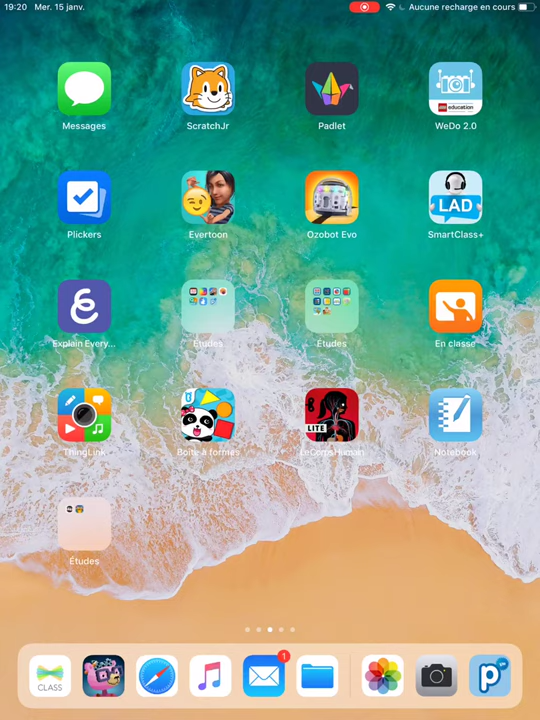 19:20 Mer. 15 janv.
Aucune recharge en cours
Messages
ScratchJr
Padlet
education
WeDo 2.0
Plickers
Evertoon
Ozobot Evo
LAD
SmartClass+
Explain Every...
Études
Études
En classe
ThingLink
Boîte à formes
LITE
LeCorpsHumain
Notebook
Études
CLASS
1
p